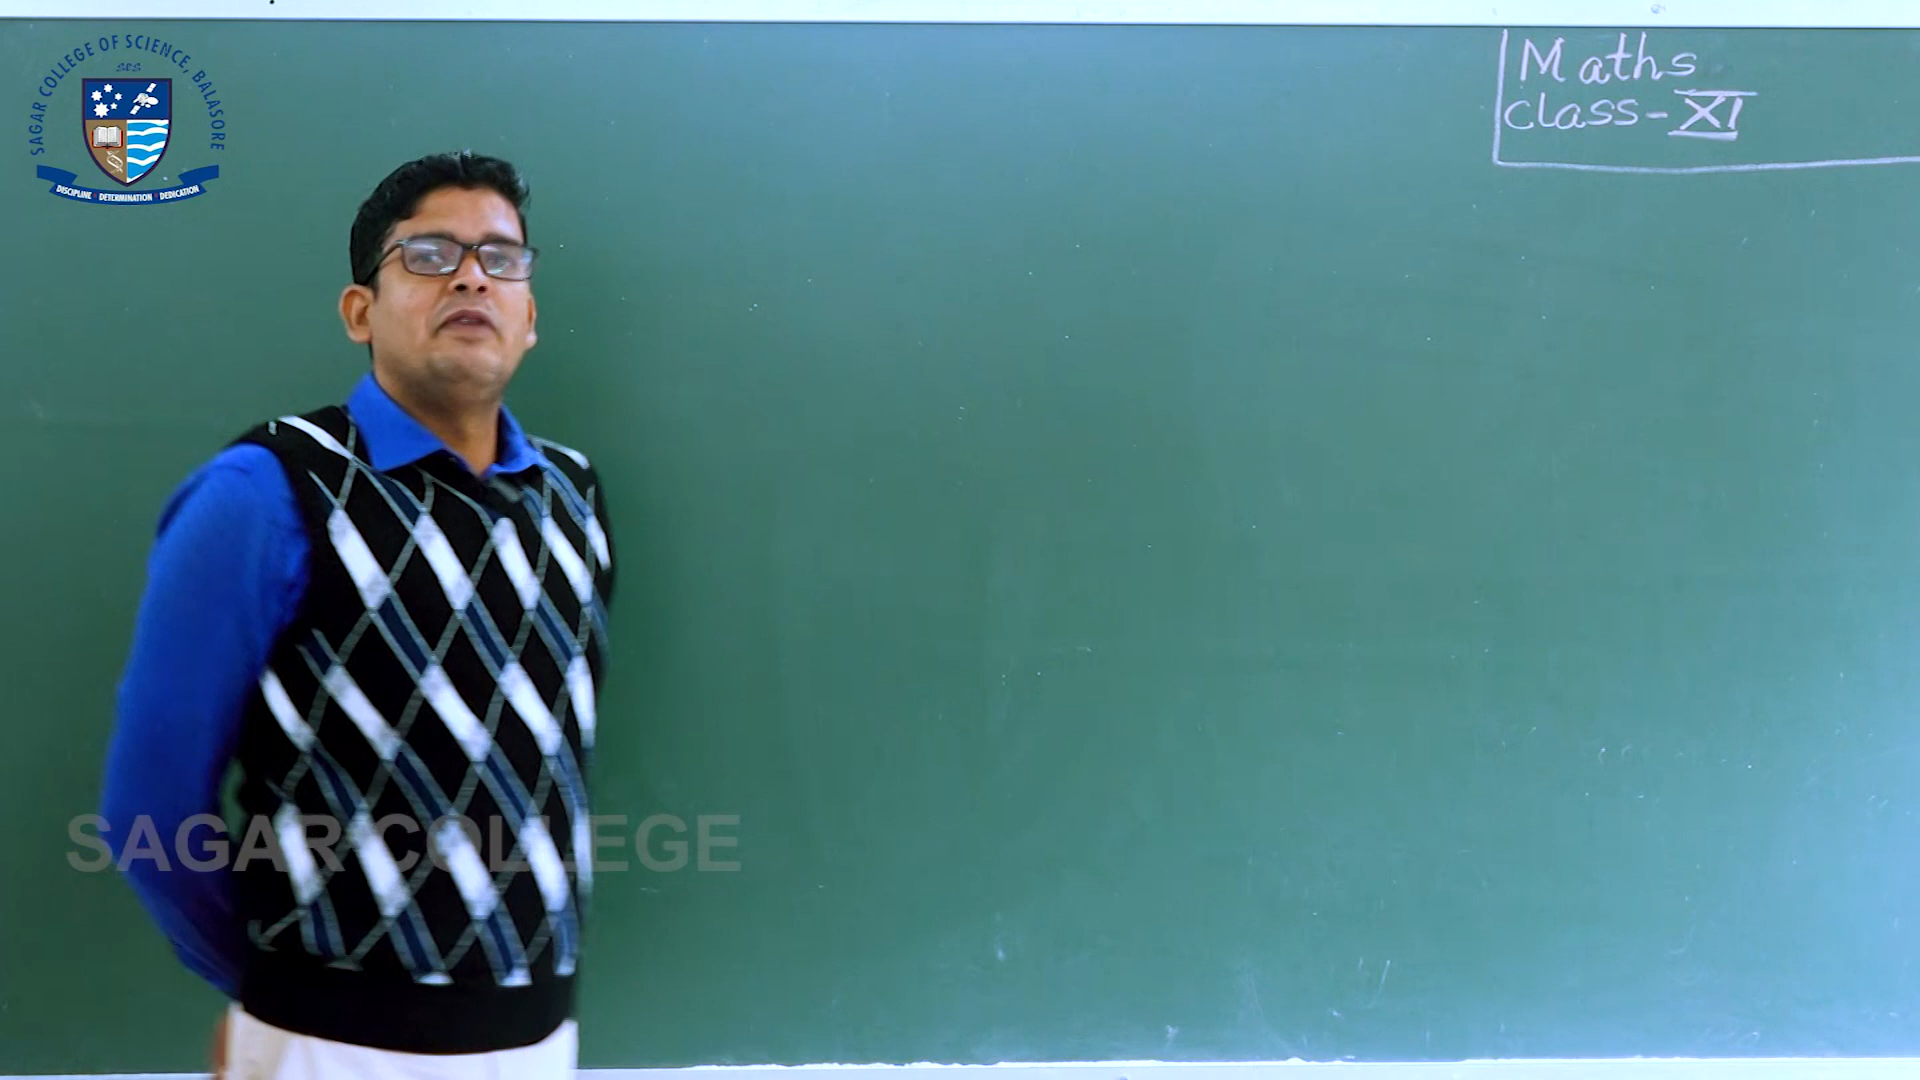 SAGAR COLLEGE OF SCIENCE, BALASORE
SCS
DISCIPLINE DETERMINATION DEDICATION
Maths
class-XI
SAGAR COLLEGE